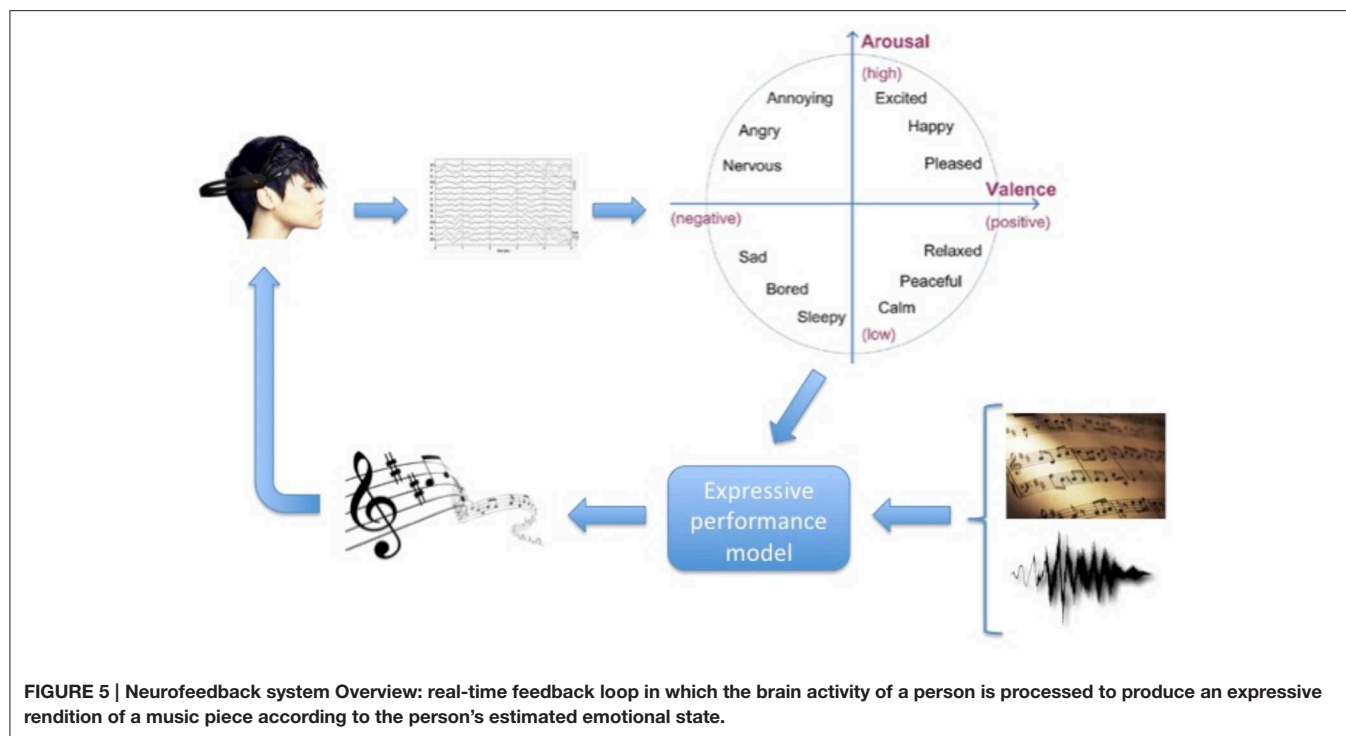 Arousal
(high)
Annoying
Excited
Angry
Happy
Nervous
Pleased
Valence
(negative)
(positive)
Sad
Relaxed
Bored
Peaceful
Sleepy
Calm
(low)
Expressive
performance
model
FIGURE 5 | Neurofeedback system Overview: real-time feedback loop in which the brain activity of a person is processed to produce an expressive
rendition of a music piece according to the person's estimated emotional state.